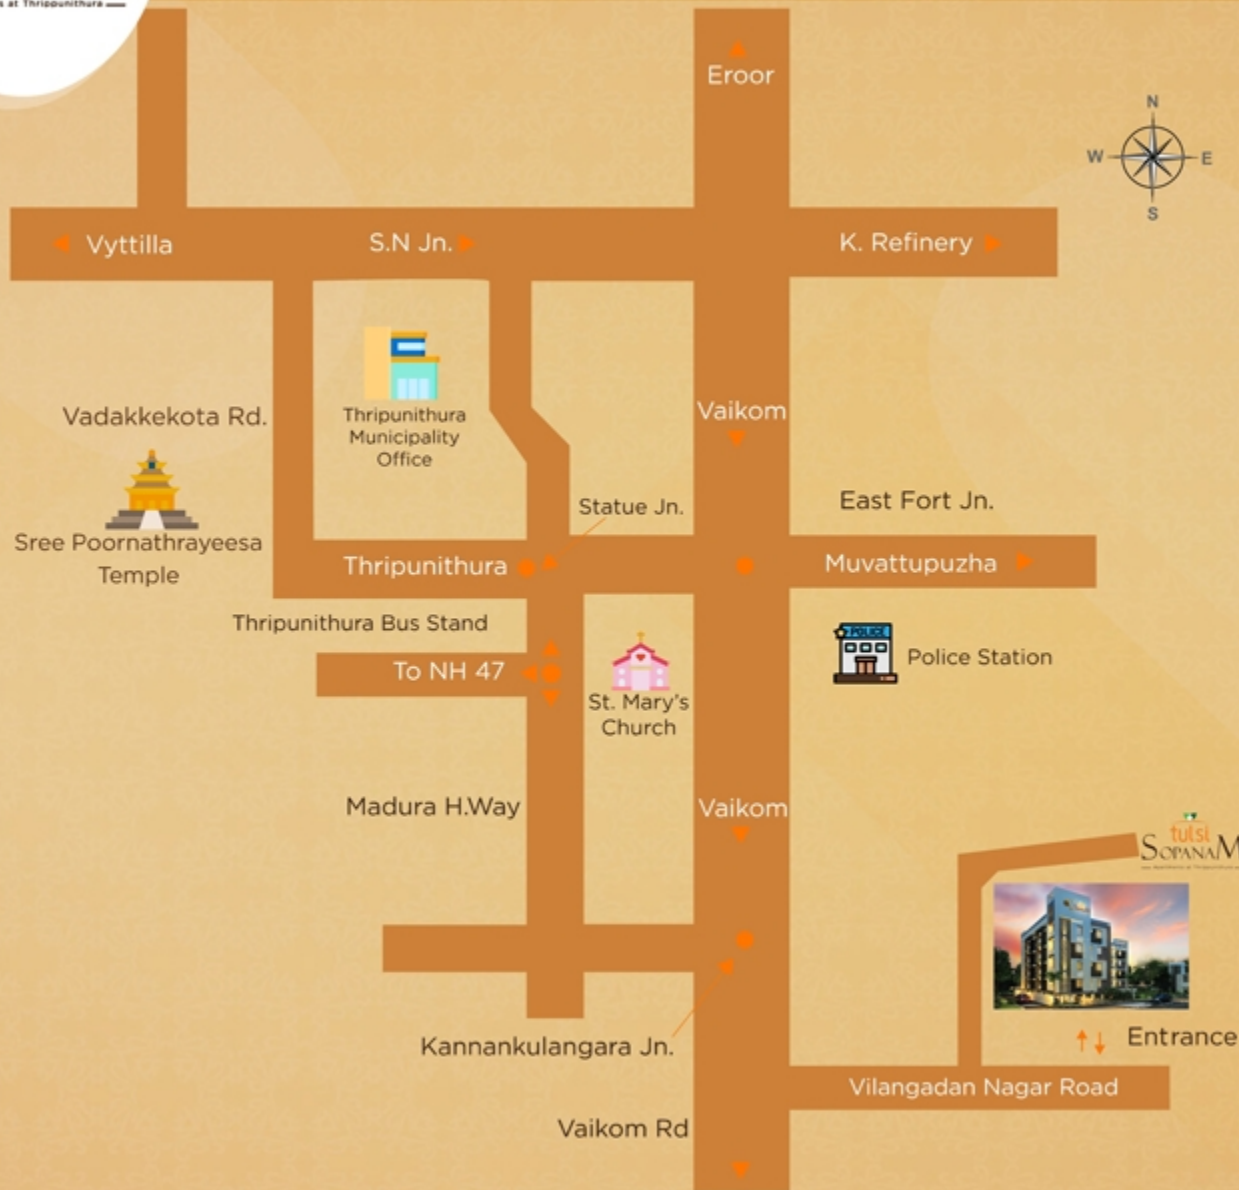 s at Thrippunithura
Eroor
N
W
E
S
Vyttilla
S.N Jn.
K. Refinery
Vadakkekota Rd.
Thripunithura
Municipality
Office
Vaikom
Statue Jn.
East Fort Jn.
Sree Poornathrayeesa
Temple
Thripunithura
Muvattupuzha
Thripunithura Bus Stand
To NH 47
POLICE
Police Station
St. Mary's
Church
Madura H.Way
Vaikom
tulsi
SOPANAM
Entrance
Kannankulangara Jn.
Vilangadan Nagar Road
Vaikom Rd